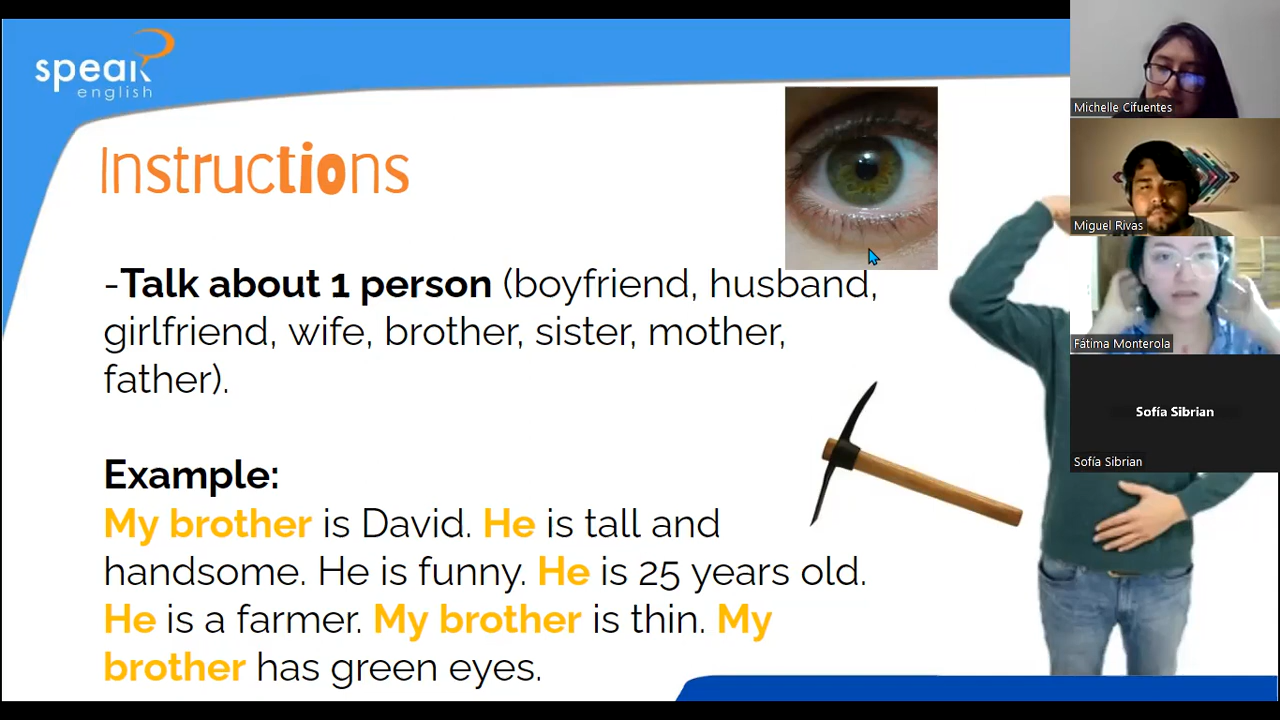 speak
english
Instructions
-Talk about 1 person (boyfriend, husband,
girlfriend, wife, brother, sister, mother,
father).
Example:
My brother is David. He is tall and
handsome. He is funny. He is 25 years old.
He is a farmer. My brother is thin. My
brother has green eyes.
Michelle Cifuentes
Miguel Rivas
Fátima Monterola
Sofía Sibrian
Sofía Sibrian